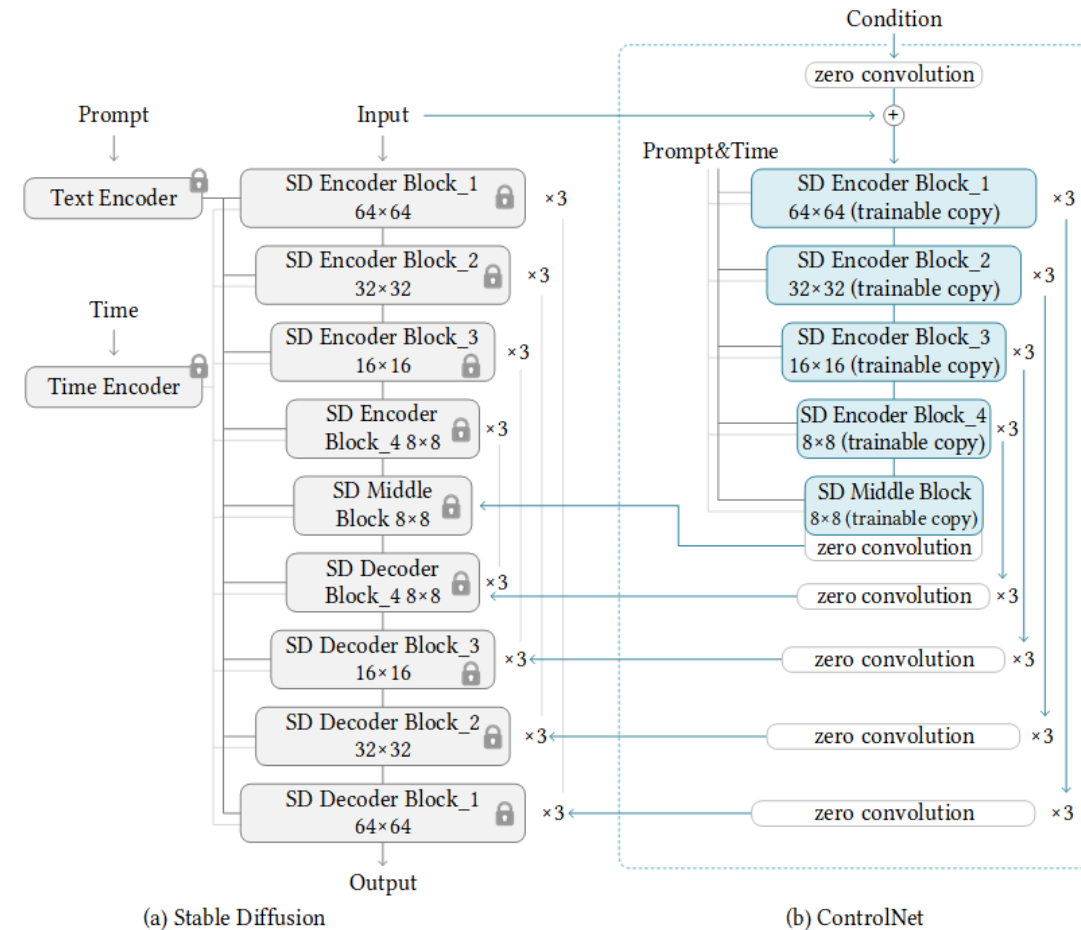 Condition
zero convolution
Prompt
Input
+
Prompt&Time
Text Encoder
SD Encoder Block_1
64×64
×3
SD Encoder Block_2
32×32
×3
Time
SD Encoder Block_3
16×16
×3
Time Encoder
SD Encoder
Block_4 8×8
×3
SD Middle
Block 8×8
SD Decoder
Block_4 8×8
×3
SD Decoder Block_3
16×16
×3
SD Decoder Block_2
32×32
×3
SD Decoder Block_1
64×64
×3
Output
SD Encoder Block_1
64×64 (trainable copy)
×3
SD Encoder Block_2
32×32 (trainable copy)
×3
SD Encoder Block_3
16×16 (trainable copy)
×3
SD Encoder Block_4
8×8 (trainable copy)
×3
SD Middle Block
8×8 (trainable copy)
zero convolution
zero convolution
×3
zero convolution
×3
zero convolution
×3
zero convolution
×3
(a) Stable Diffusion
(b) ControlNet